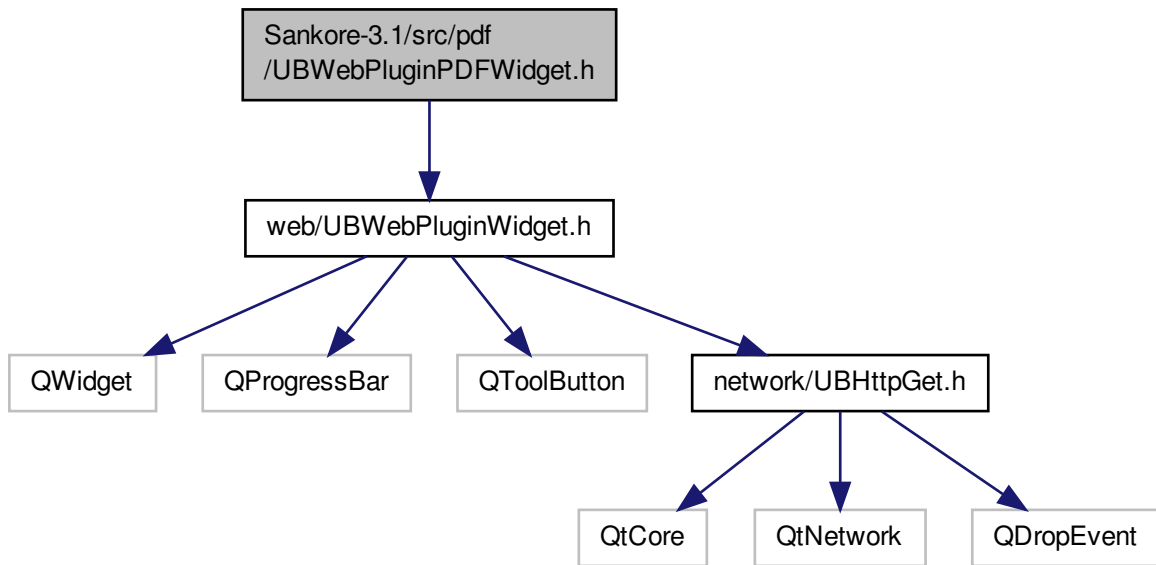 Sankore-3.1/src/pdf
/UBWebPluginPDFWidget.h
web/UBWebPluginWidget.h
QWidget
QProgressBar
QToolButton
network/UBHttpGet.h
QtCore
QtNetwork
QDropEvent